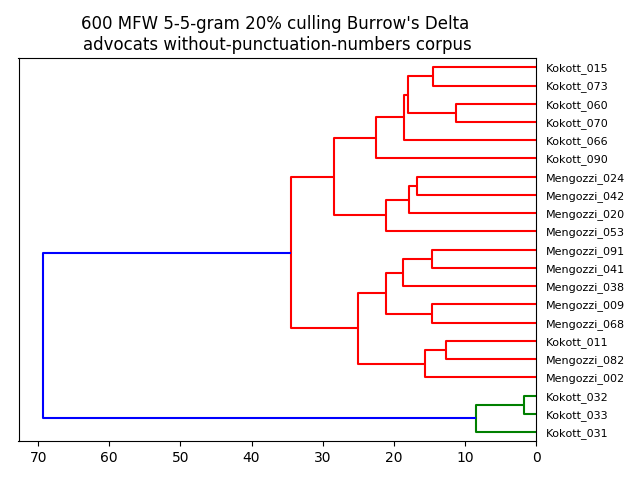 600 MFW 5-5-gram 20% culling Burrow's Delta
advocats without-punctuation-numbers corpus
Kokott_015
Kokott_073
Kokott_060
Kokott_070
Kokott_066
Kokott_090
Mengozzi_024
Mengozzi_042
Mengozzi_020
Mengozzi_053
Mengozzi_091
Mengozzi_041
Mengozzi_038
Mengozzi_009
Mengozzi_068
Kokott_011
Mengozzi_082
Mengozzi_002
Kokott_032
Kokott_033
Kokott_031
70 60 50 40 30 20 10 0